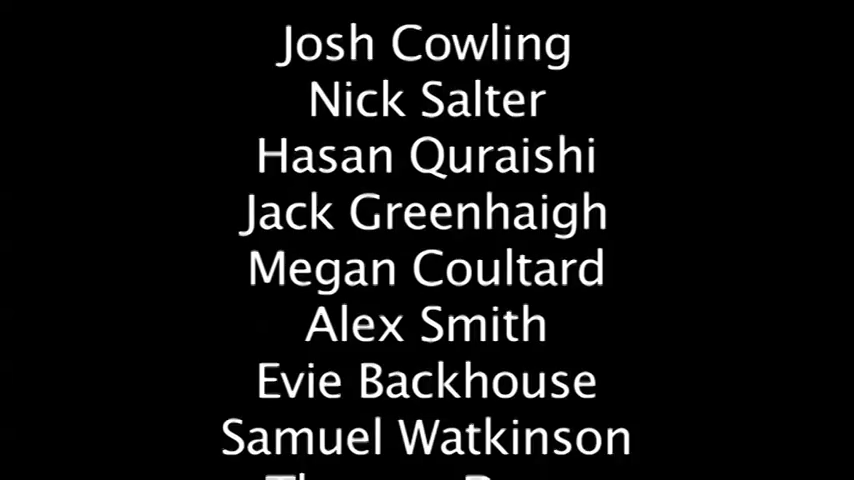 Josh Cowling
Nick Salter
Hasan Quraishi
Jack Greenhaigh
Megan Coultard
Alex Smith
Evie Backhouse
Samuel Watkinson